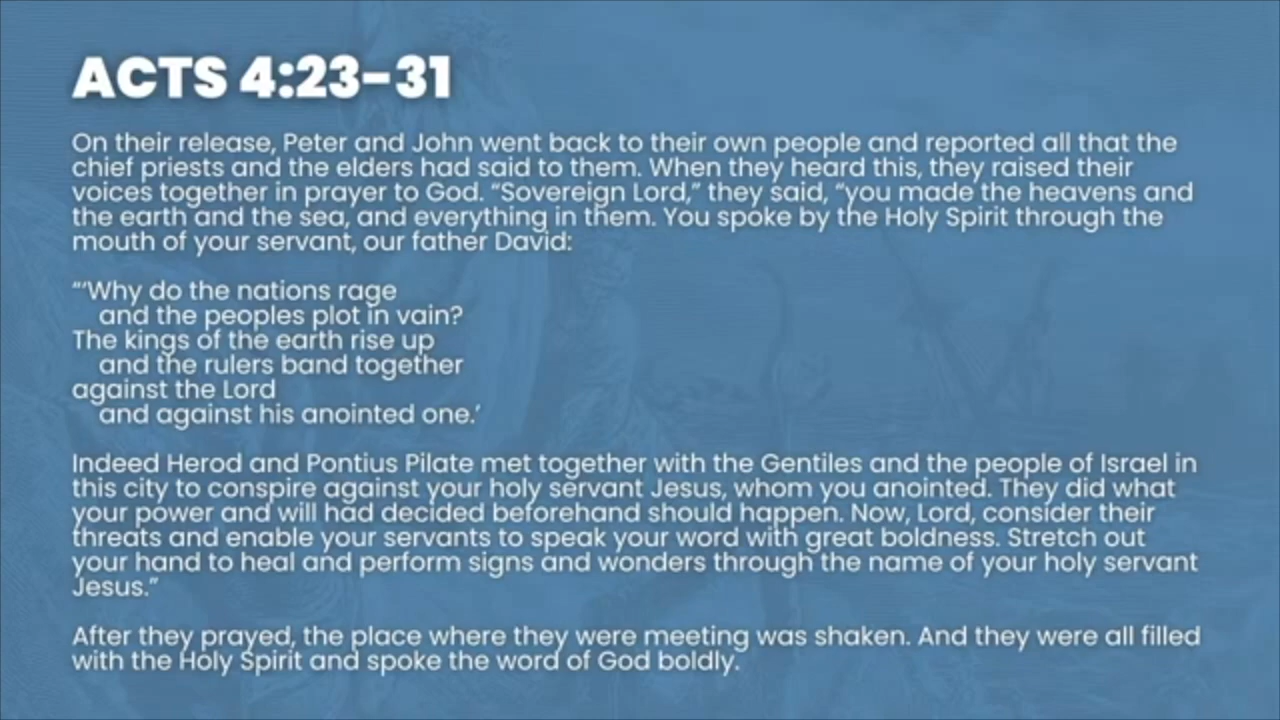 ACTS 4:23-31
On their release, Peter and John went back to their own people and reported all that the
chief priests and the elders had said to them. When they heard this, they raised their
voices together in prayer to God. “Sovereign Lord,” they said, “you made the heavens and
the earth and the sea, and everything in them. You spoke by the Holy Spirit through the
mouth of your servant, our father David:
“‘Why do the nations rage
and the peoples plot in vain?
The kings of the earth rise up
and the rulers band together
against the Lord
and against his anointed one.’
Indeed Herod and Pontius Pilate met together with the Gentiles and the people of Israel in
this city to conspire against your holy servant Jesus, whom you anointed. They did what
your power and will had decided beforehand should happen. Now, Lord, consider their
threats and enable your servants to speak your word with great boldness. Stretch out
your hand to heal and perform signs and wonders through the name of your holy servant
Jesus.”
After they prayed, the place where they were meeting was shaken. And they were all filled
with the Holy Spirit and spoke the word of God boldly.